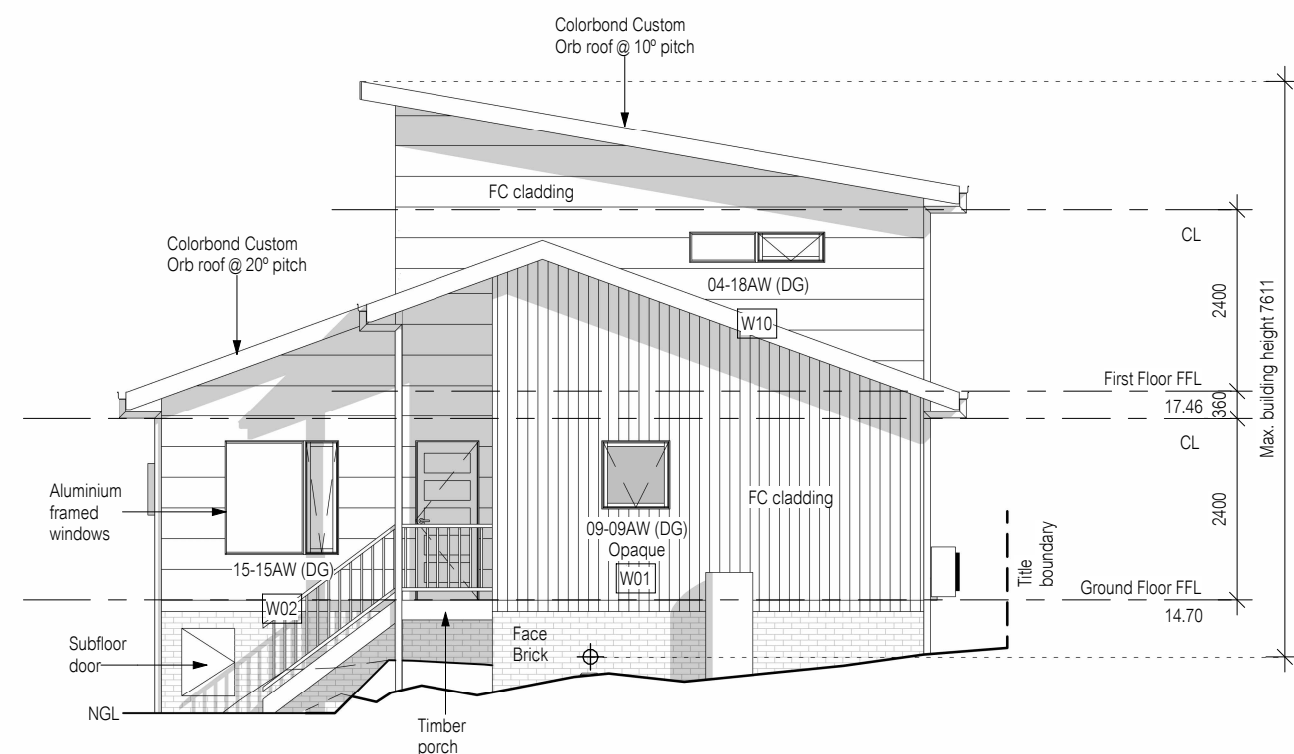 Colorbond Custom
Orb roof @ 10º pitch
FC cladding
Colorbond Custom
Orb roof @ 20º pitch
CL
04-18AW (DG)
W10
2400
Max. building height 7611
First Floor FFL
17.46
360
CL
Aluminium
framed
windows
FC cladding
09-09AW (DG)
Opaque
W01
15-15AW (DG)
W02
2400
Title
boundary
Ground Floor FFL
14.70
Subfloor
door
Face
Brick
NGL
Timber
porch